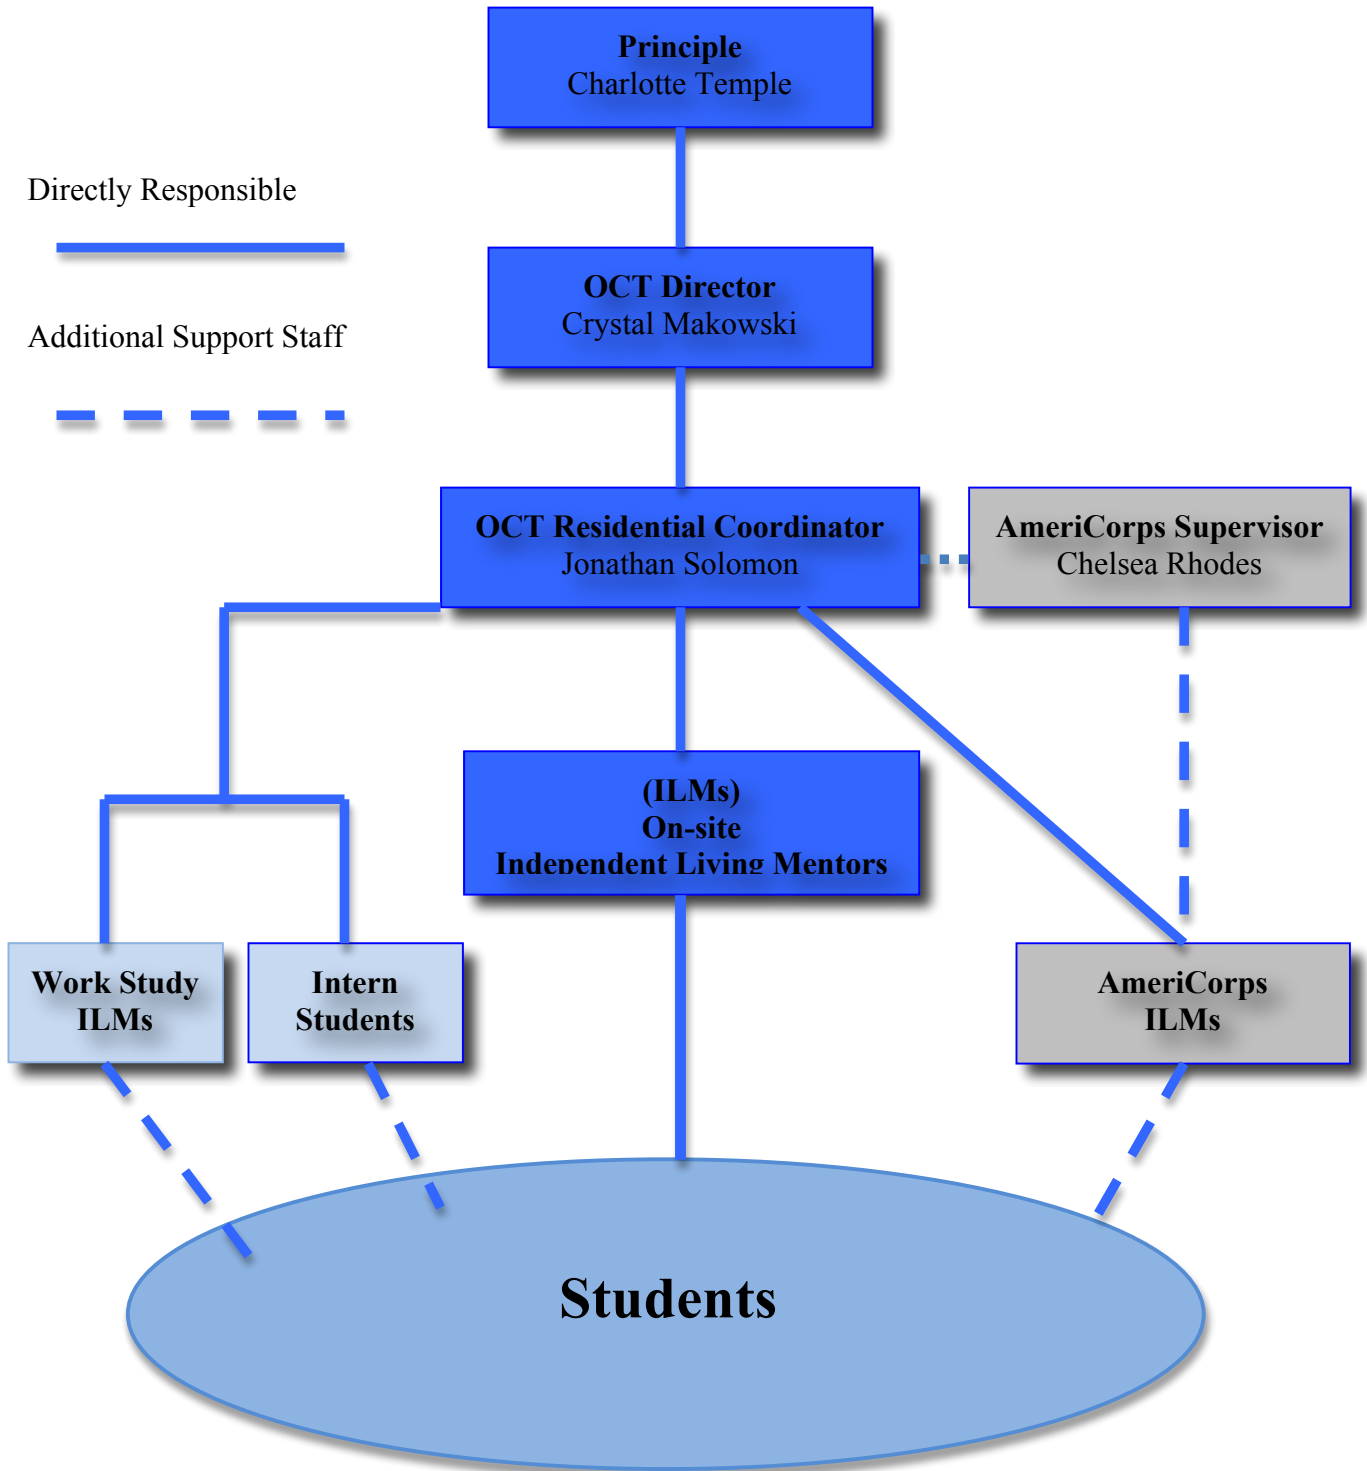 Principle
Charlotte Temple
Directly Responsible
OCT Director
Crystal Makowski
Additional Support Staff
OCT Residential Coordinator
Jonathan Solomon
AmeriCorps Supervisor
Chelsea Rhodes
(ILMs)
On-site
Independent Living Mentors
Work Study
ILMs
Intern
Students
AmeriCorps
ILMs
Students